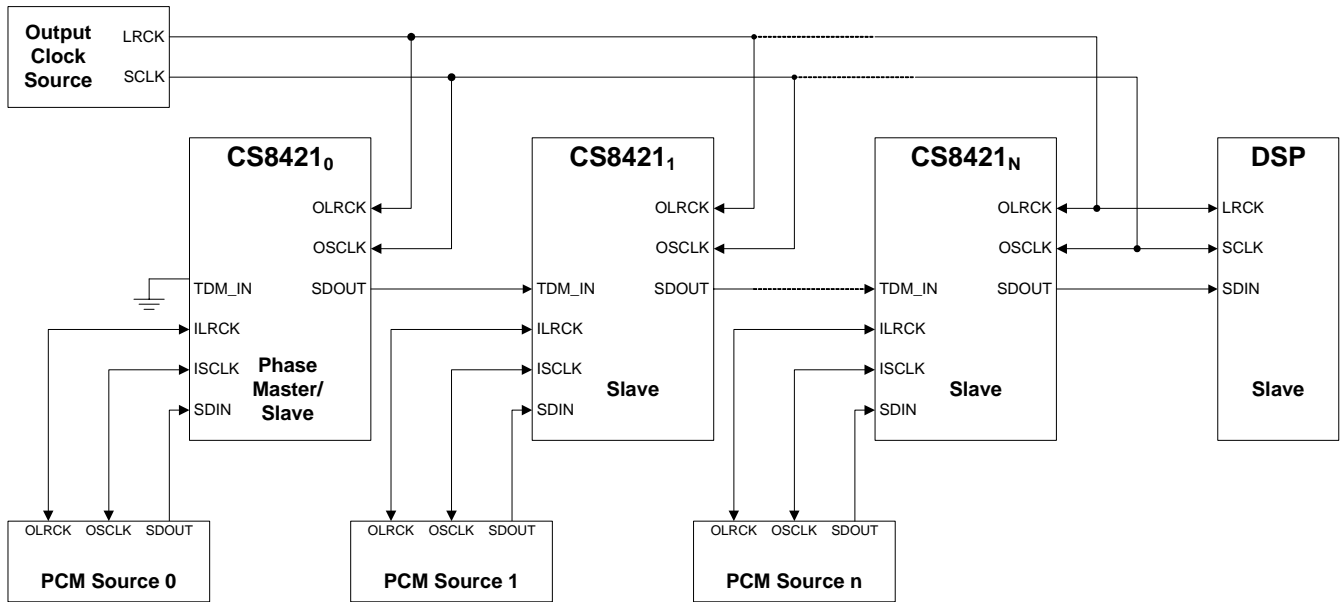 Output
Clock
Source
LRCK
SCLK
CS8421₀
OLRCK
OSCLK
TDM_IN
SDOUT
ILRCK
ISCLK
SDIN
Phase
Master/
Slave
CS8421₁
OLRCK
OSCLK
TDM_IN
SDOUT
ILRCK
ISCLK
SDIN
Slave
CS8421_N
OLRCK
OSCLK
TDM_IN
SDOUT
ILRCK
ISCLK
SDIN
Slave
DSP
LRCK
SCLK
SDIN
Slave
OLRCK OSCLK SDOUT
PCM Source 0
OLRCK OSCLK SDOUT
PCM Source 1
OLRCK OSCLK SDOUT
PCM Source n